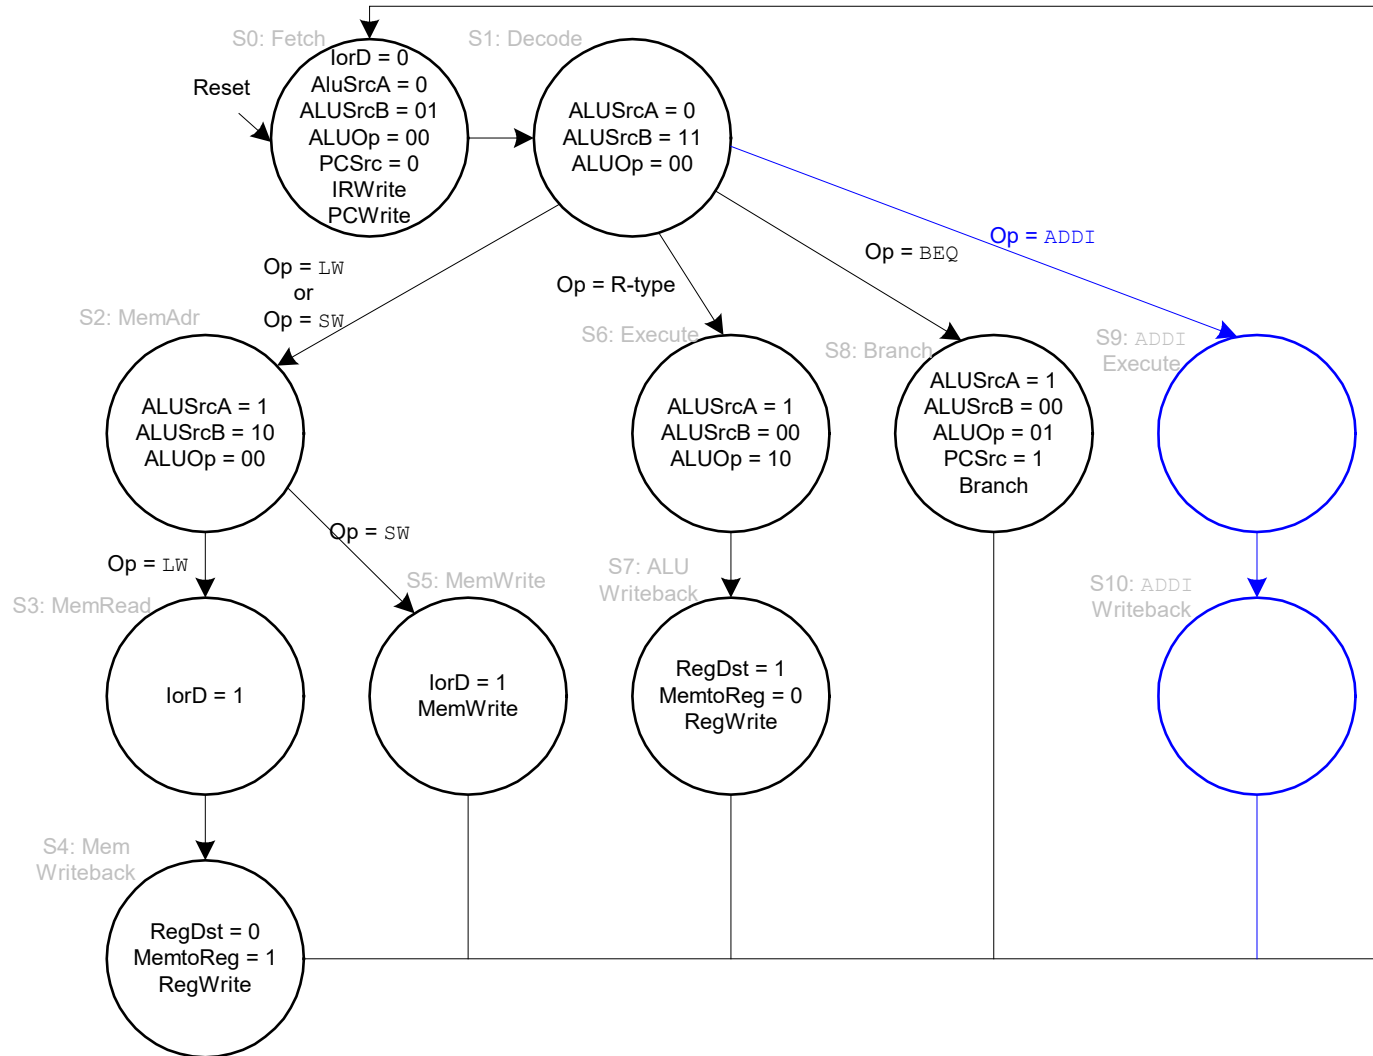 S0: Fetch
S1: Decode
Reset
IorD = 0
AluSrcA = 0
ALUSrcB = 01
ALUOp = 00
PCSrc = 0
IRWrite
PCWrite
ALUSrcA = 0
ALUSrcB = 11
ALUOp = 00
Op = LW
or
Op = SW
Op = R-type
Op = BEQ
Op = ADDI
S2: MemAdr
ALUSrcA = 1
ALUSrcB = 10
ALUOp = 00
S6: Execute
ALUSrcA = 1
ALUSrcB = 00
ALUOp = 10
S8: Branch
ALUSrcA = 1
ALUSrcB = 00
ALUOp = 01
PCSrc = 1
Branch
S9: ADDI
Execute
Op = LW
Op = SW
S3: MemRead
IorD = 1
S5: MemWrite
IorD = 1
MemWrite
S7: ALU
Writeback
RegDst = 1
MemtoReg = 0
RegWrite
S10: ADDI
Writeback
S4: Mem
Writeback
RegDst = 0
MemtoReg = 1
RegWrite